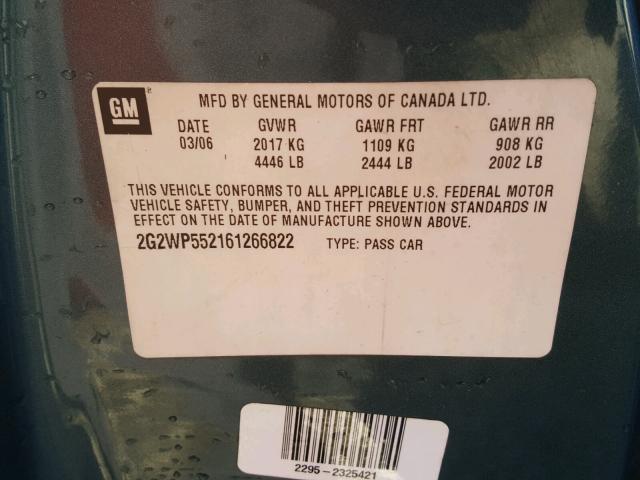 GM
MFD BY GENERAL MOTORS OF CANADA LTD.
DATE GVWR GAWR FRT GAWR RR
03/06 2017 KG 1109 KG 908 KG
4446 LB 2444 LB 2002 LB
THIS VEHICLE CONFORMS TO ALL APPLICABLE U.S. FEDERAL MOTOR
VEHICLE SAFETY, BUMPER, AND THEFT PREVENTION STANDARDS IN
EFFECT ON THE DATE OF MANUFACTURE SHOWN ABOVE.
2G2WP552161266822 TYPE: PASS CAR
2295-2325421